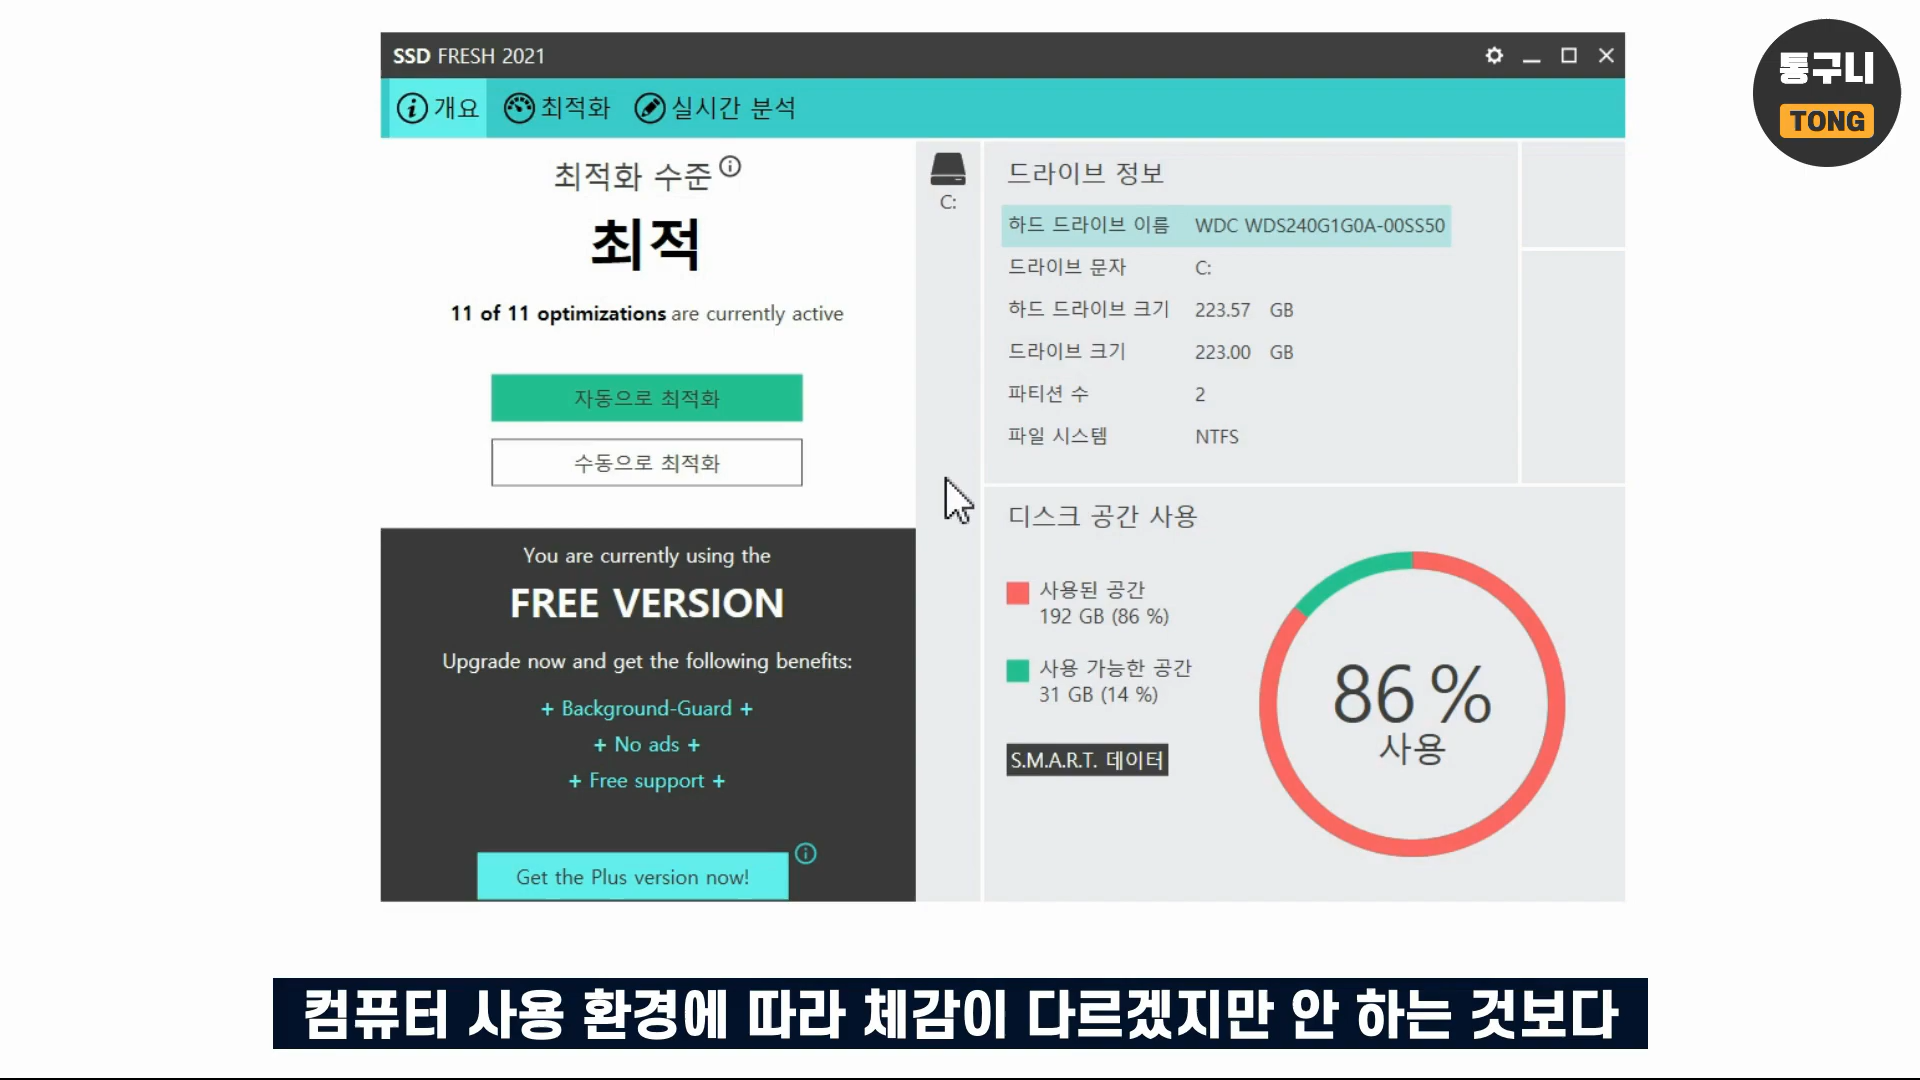 SSD FRESH 2021
개요
최적화
실시간 분석
통구니
TONG
최적화 수준
최적
11 of 11 optimizations are currently active
자동으로 최적화
수동으로 최적화
You are currently using the
FREE VERSION
Upgrade now and get the following benefits:
+ Background-Guard +
+ No ads +
+ Free support +
Get the Plus version now!
C:
드라이브 정보
하드 드라이브 이름 WDC WDS240G1G0A-00SS50
드라이브 문자 C:
하드 드라이브 크기 223.57 GB
드라이브 크기 223.00 GB
파티션 수 2
파일 시스템 NTFS
디스크 공간 사용
사용된 공간
192 GB (86 %)
사용 가능한 공간
31 GB (14 %)
S.M.A.R.T. 데이터
86 %
사용
컴퓨터 사용 환경에 따라 체감이 다르겠지만 안 하는 것보다